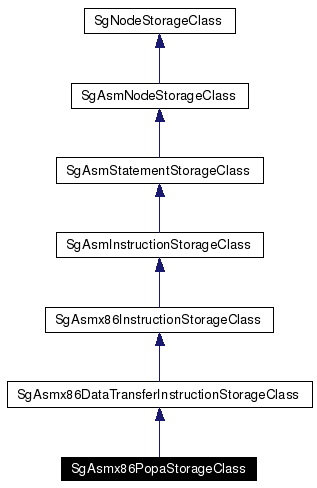 SgNodeStorageClass
SgAsmNodeStorageClass
SgAsmStatementStorageClass
SgAsmInstructionStorageClass
SgAsmx86InstructionStorageClass
SgAsmx86DataTransferInstructionStorageClass
SgAsmx86PopaStorageClass